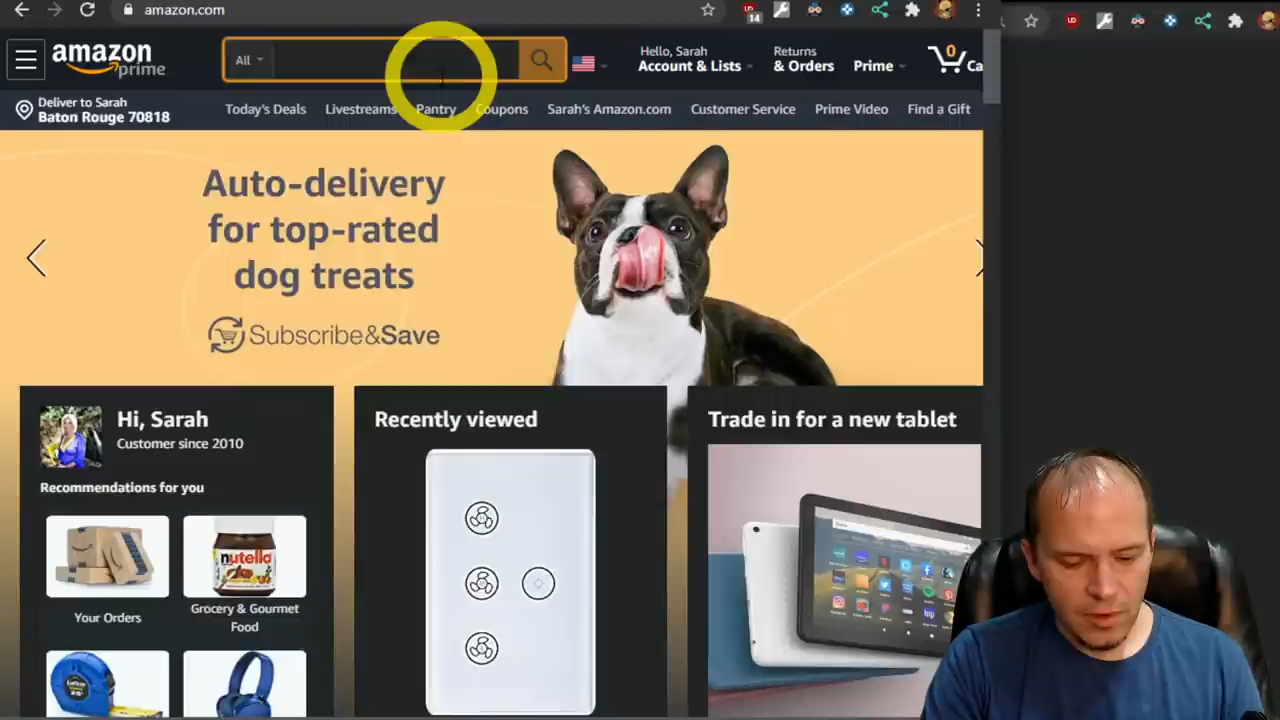 amazon.com
14
amazon
prime
All
Hello, Sarah
Account & Lists
Returns
& Orders
Prime
0
Ca
Deliver to Sarah
Baton Rouge 70818
Today's Deals
Livestreams
Pantry
Coupons
Sarah's Amazon.com
Customer Service
Prime Video
Find a Gift
Auto-delivery
for top-rated
dog treats
Subscribe&Save
Hi, Sarah
Customer since 2010
Recommendations for you
nutella
Your Orders
Grocery & Gourmet
Food
Recently viewed
Trade in for a new tablet